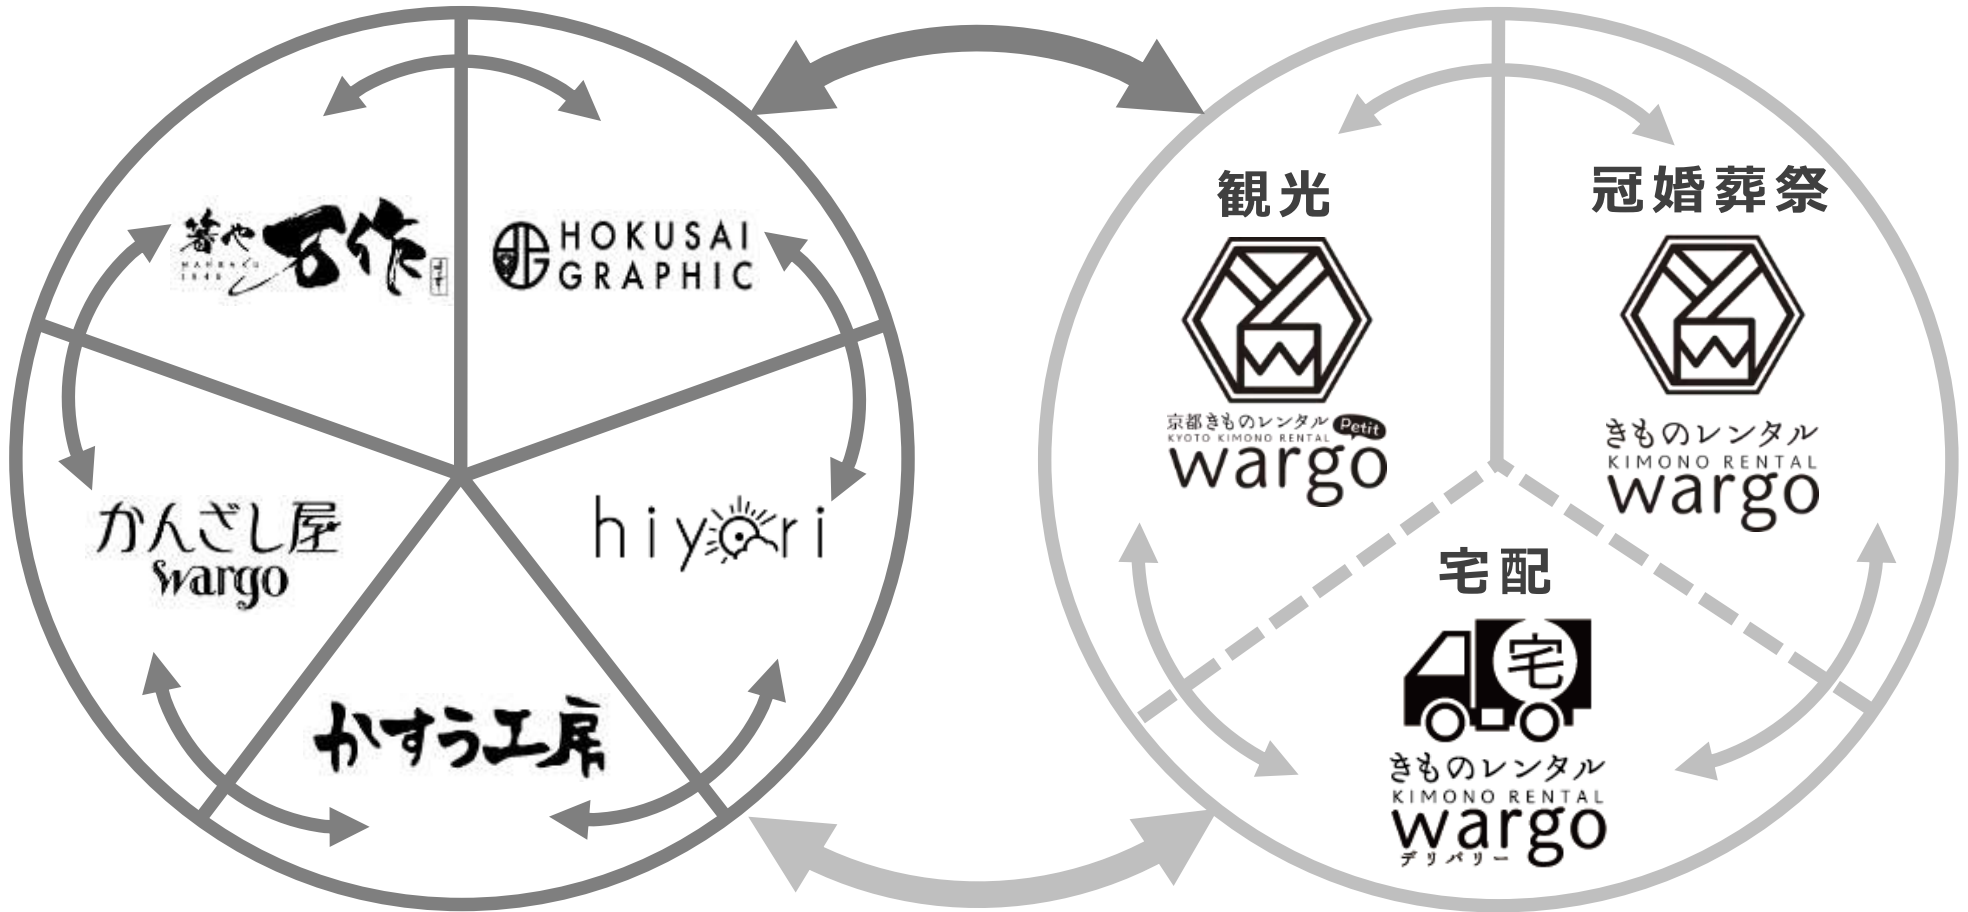 箸や
万作
MANSAKU
1848
HOKUSAI
GRAPHIC
かんざし屋
wargo
hiyori
かすう工房
観光
京都きものレンタル
Petit
KYOTO KIMONO RENTAL
wargo
冠婚葬祭
きものレンタル
KIMONO RENTAL
wargo
宅配
宅
きものレンタル
KIMONO RENTAL
wargo
デリバリー